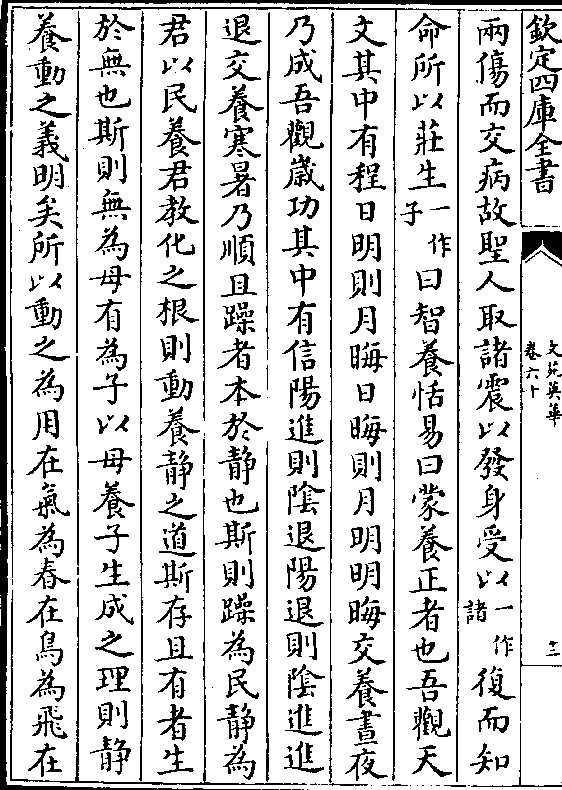 欽定四庫全書
文苑英華
卷六十
十三
兩傷而交病故聖人取諸震以發身受以一作諸復而知
命所以莊生一作子曰智養恬易曰蒙養正者也吾觀天
文其中有程日明則月晦日晦則月明明晦交養晝夜
乃成吾觀歲功其中有信陽進則陰退陽退則陰進進
退交養寒暑乃順且躁者本於靜也斯則躁為民靜為
君以民養君教化之根則動養靜之道斯存且有者生
於無也斯則無為母有為子以母養子生成之理則靜
養動之義明矣所以動之為用在氣為春在鳥為飛在